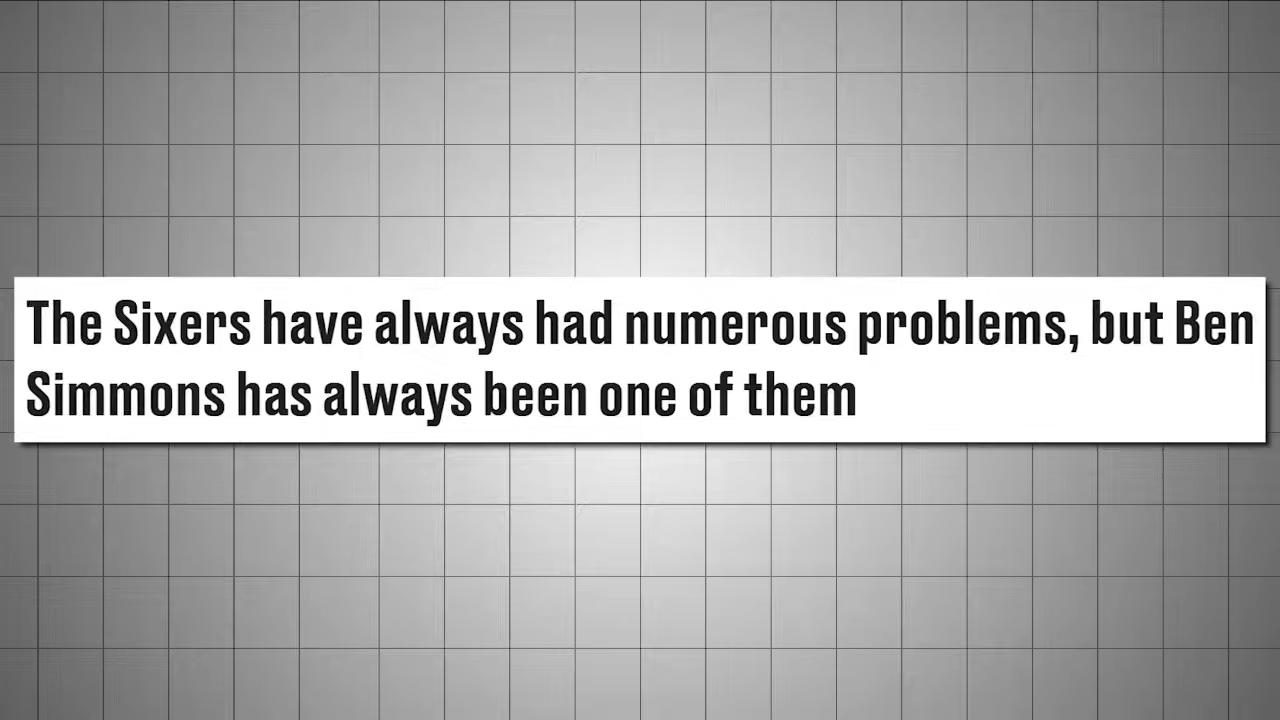 The Sixers have always had numerous problems, but Ben
Simmons has always been one of them